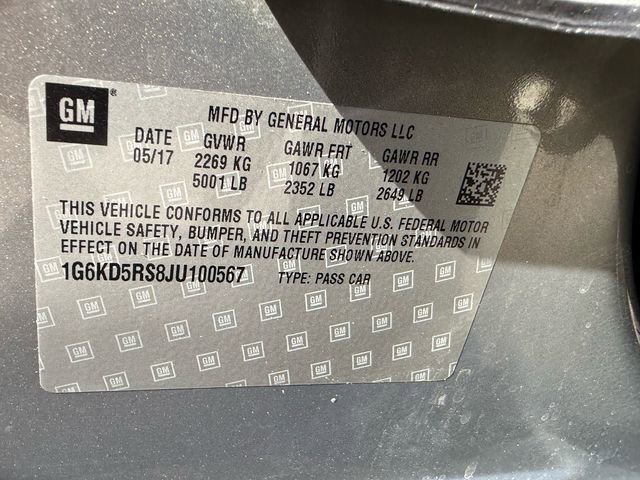 GM
MFD BY GENERAL MOTORS LLC
DATE GVWR GAWR FRT GAWR RR
05/17 2269 KG 1067 KG 1202 KG
5001 LB 2352 LB 2649 LB
THIS VEHICLE CONFORMS TO ALL APPLICABLE U.S. FEDERAL MOTOR
VEHICLE SAFETY, BUMPER, AND THEFT PREVENTION STANDARDS IN
EFFECT ON THE DATE OF MANUFACTURE SHOWN ABOVE.
1G6KD5RS8JU100567 TYPE: PASS CAR